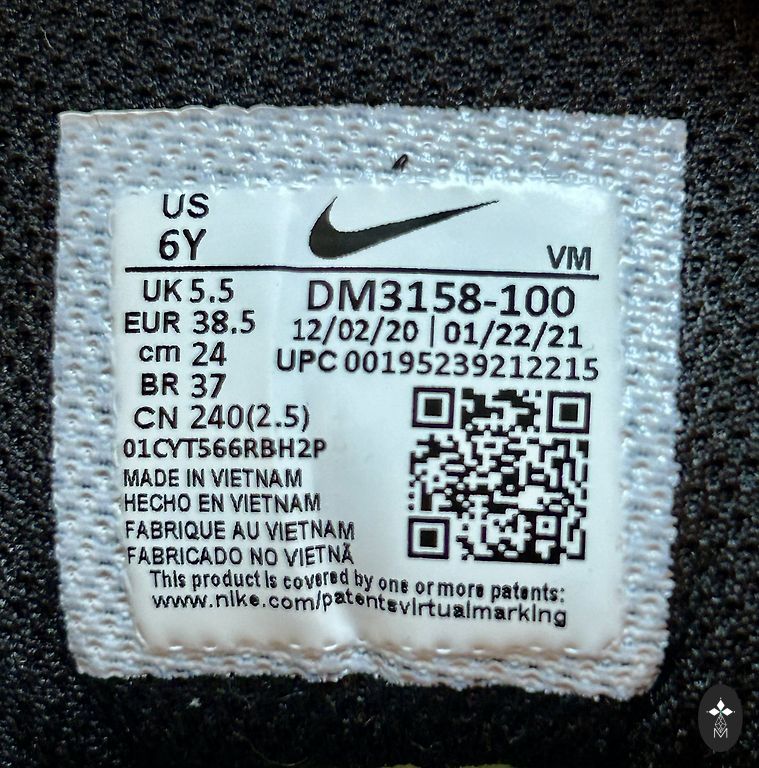 US
6Y
VM
UK 5.5
EUR 38.5
cm 24
BR 37
CN 240(2.5)
01CYT566RBH2P
DM3158-100
12/02/20 | 01/22/21
UPC 00195239212215
MADE IN VIETNAM
HECHO EN VIETNAM
FABRIQUE AU VIETNAM
FABRICADO NO VIETNÃ
This product is covered by one or more patents:
www.nike.com/patentsvirtualmarking
M